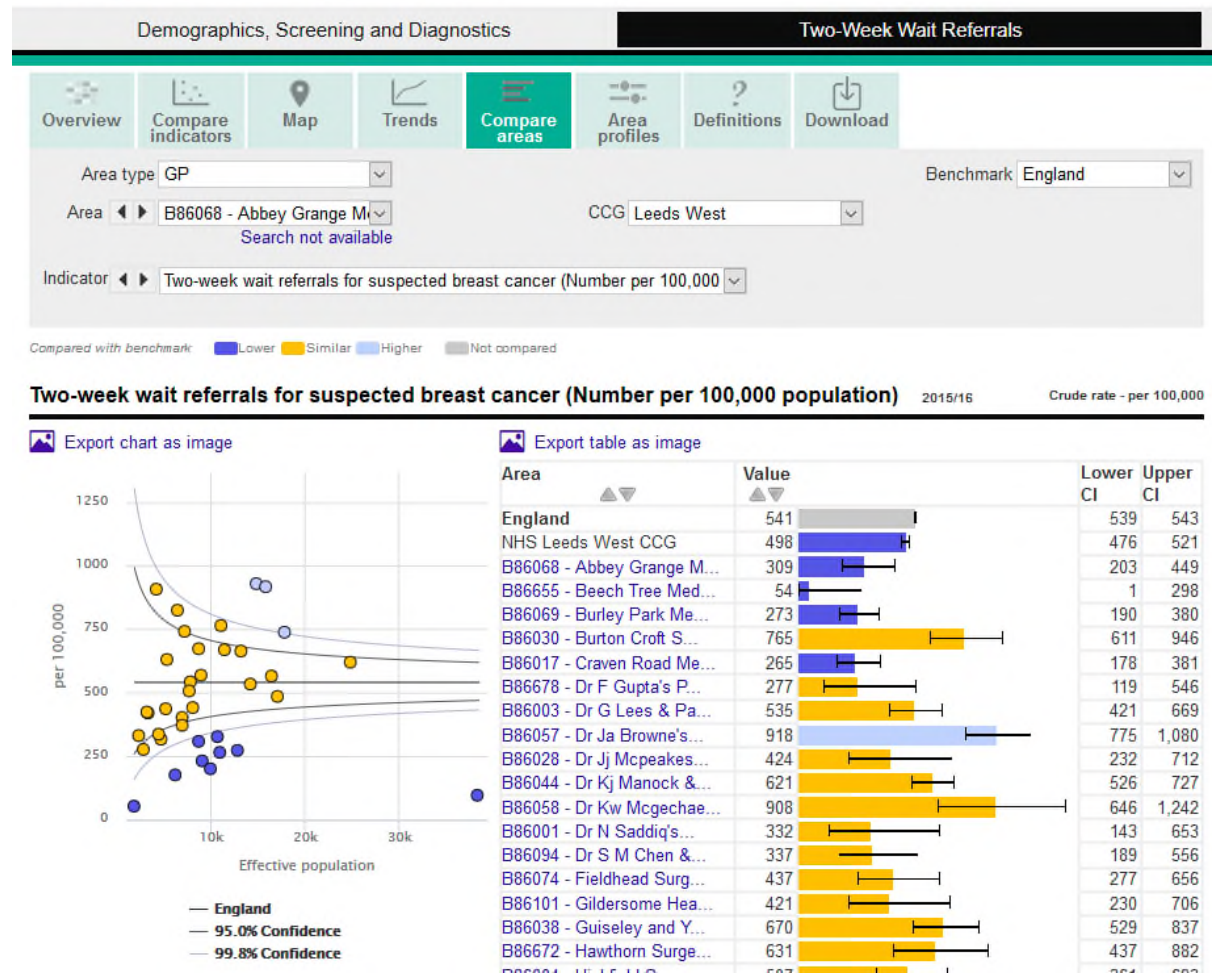 Demographics, Screening and Diagnostics
Two-Week Wait Referrals
Overview
Compare indicators
Map
Trends
Compare areas
Area profiles
Definitions
Download
Area type GP
Benchmark England
Area B86068 - Abbey Grange M
CCG Leeds West
Search not available
Indicator Two-week wait referrals for suspected breast cancer (Number per 100,000
Compared with benchmark Lower Similar Higher Not compared
Two-week wait referrals for suspected breast cancer (Number per 100,000 population) 2015/16 Crude rate - per 100,000
Export chart as image
1250
1000
750
500
250
0
per 100,000
10k 20k 30k
Effective population
England
95.0% Confidence
99.8% Confidence
Export table as image
Area Value Lower CI Upper CI
England 541 539 543
NHS Leeds West CCG 498 476 521
B86068 - Abbey Grange M... 309 203 449
B86655 - Beech Tree Med... 54 1 298
B86069 - Burley Park Me... 273 190 380
B86030 - Burton Croft S... 765 611 946
B86017 - Craven Road Me... 265 178 381
B86678 - Dr F Gupta's P... 277 119 546
B86003 - Dr G Lees & Pa... 535 421 669
B86057 - Dr Ja Browne's... 918 775 1,080
B86028 - Dr Jj Mcpeakes... 424 232 712
B86044 - Dr Kj Manock &... 621 526 727
B86058 - Dr Kw Mcgechae... 908 646 1,242
B86001 - Dr N Saddiq's... 332 143 653
B86094 - Dr S M Chen &... 337 189 556
B86074 - Fieldhead Surg... 437 277 656
B86101 - Gildersome Hea... 421 230 706
B86038 - Guiseley and Y... 670 529 837
B86672 - Hawthorn Surge... 631 437 882